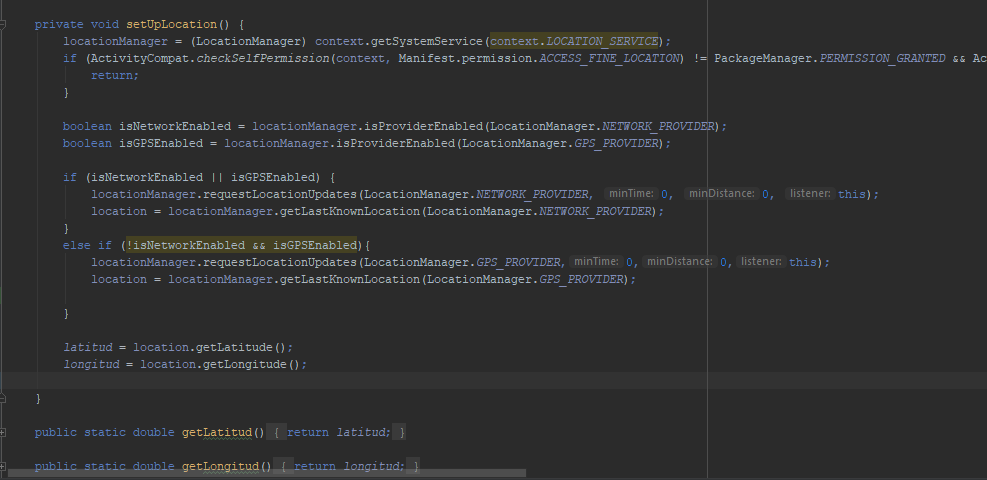 private void setUpLocation() {
locationManager = (LocationManager) context.getSystemService(context.LOCATION_SERVICE);
if (ActivityCompat.checkSelfPermission(context, Manifest.permission.ACCESS_FINE_LOCATION) != PackageManager.PERMISSION_GRANTED && Ac
return;
}
boolean isNetworkEnabled = locationManager.isProviderEnabled(LocationManager.NETWORK_PROVIDER);
boolean isGPSEnabled = locationManager.isProviderEnabled(LocationManager.GPS_PROVIDER);
if (isNetworkEnabled || isGPSEnabled) {
locationManager.requestLocationUpdates(LocationManager.NETWORK_PROVIDER, minTime: 0, minDistance: 0, listener: this);
location = locationManager.getLastKnownLocation(LocationManager.NETWORK_PROVIDER);
}
else if (!isNetworkEnabled && isGPSEnabled){
locationManager.requestLocationUpdates(LocationManager.GPS_PROVIDER, minTime: 0, minDistance: 0, listener: this);
location = locationManager.getLastKnownLocation(LocationManager.GPS_PROVIDER);
}
latitud = location.getLatitude();
longitud = location.getLongitude();
}
public static double getLatitud() { return latitud; }
public static double getLongitud() { return longitud; }